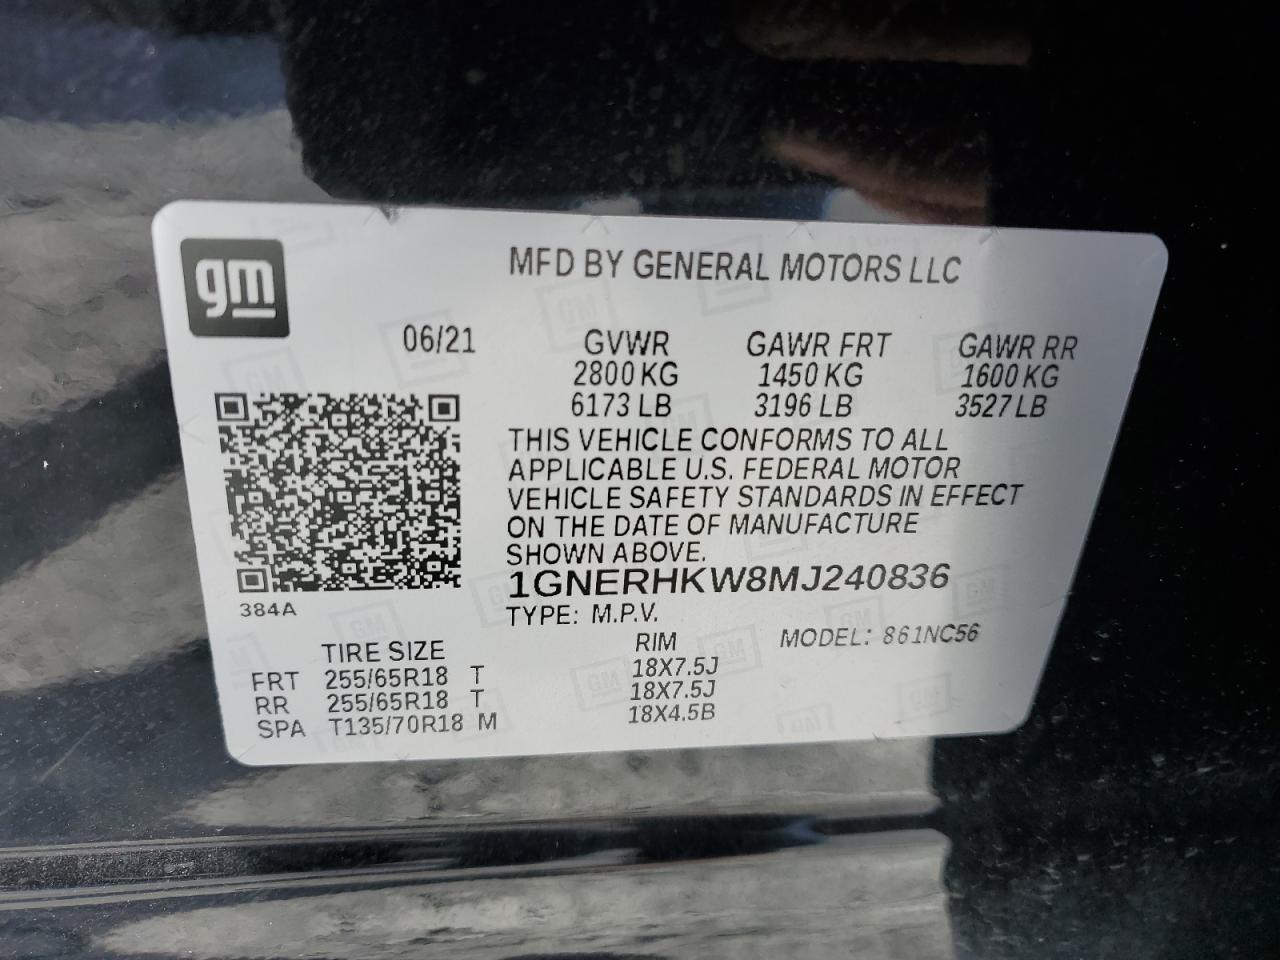 gm
MFD BY GENERAL MOTORS LLC
06/21 GVWR GAWR FRT GAWR RR
2800 KG 1450 KG 1600 KG
6173 LB 3196 LB 3527 LB
THIS VEHICLE CONFORMS TO ALL
APPLICABLE U.S. FEDERAL MOTOR
VEHICLE SAFETY STANDARDS IN EFFECT
ON THE DATE OF MANUFACTURE
SHOWN ABOVE.
1GNERHKW8MJ240836
384A
TYPE: M.P.V.
MODEL: 861NC56
TIRE SIZE RIM
FRT 255/65R18 T 18X7.5J
RR 255/65R18 T 18X7.5J
SPA T135/70R18 M 18X4.5B